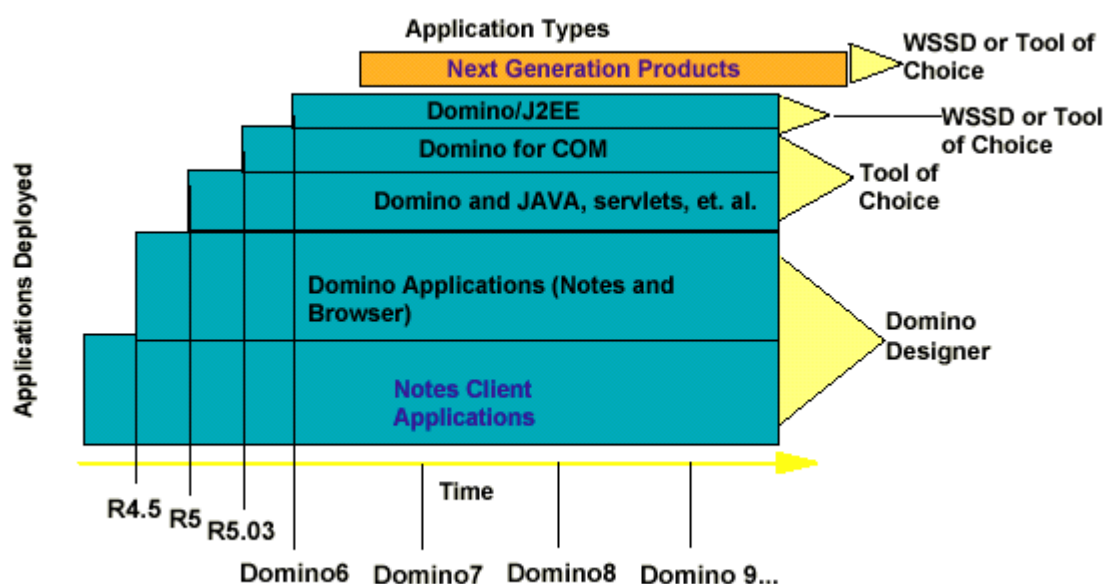 Application Types
WSSD or Tool of
Choice
Next Generation Products
Domino/J2EE
WSSD or Tool
of Choice
Domino for COM
Tool of
Choice
Domino and JAVA, servlets, et. al.
Applications Deployed
Domino Applications (Notes and
Browser)
Domino
Designer
Notes Client
Applications
Time
R4.5
R5
R5.03
Domino6
Domino7
Domino8
Domino 9...